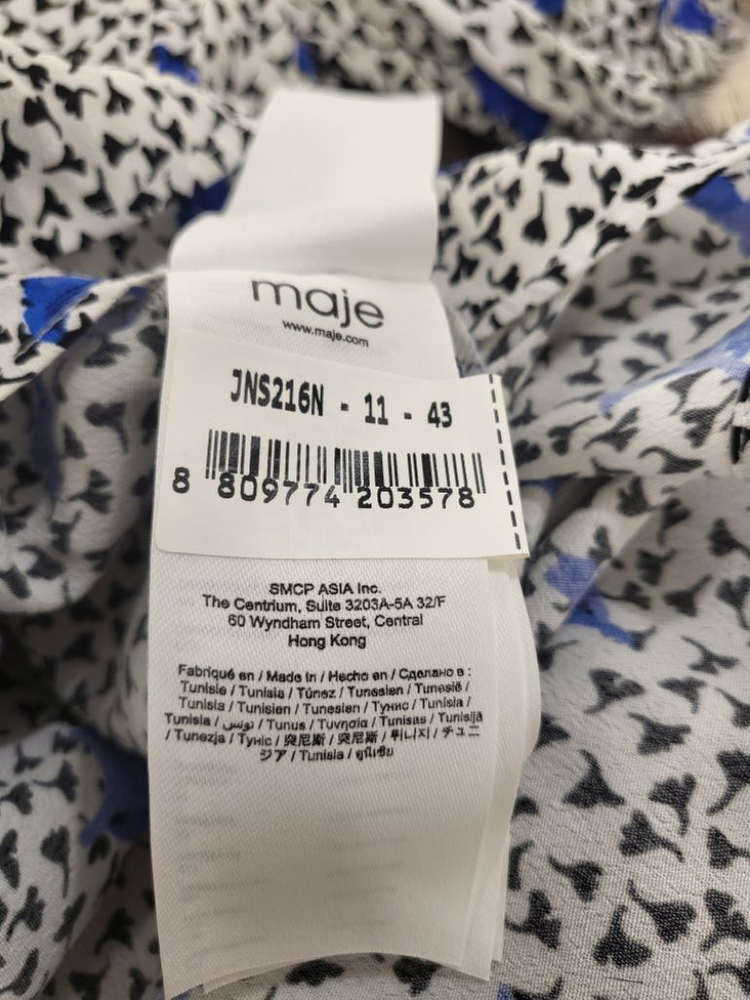 maje
www.maje.com
JNS216N - 11 - 43
8 809774 203578
SMCP ASIA Inc.
The Centrium, Suite 3203A-5A 32/F
60 Wyndham Street, Central
Hong Kong
Fabriqué en / Made in / Hecho en / Сделано в :
Tunisie / Tunisia / Túnez / Tunesien / Tunesië /
Tunisia / Tunisien / Tunesien / Тунис / Tunísia /
Tunisia / تونس / Tunus / Τυνησία / Tunisas / Tunisijā
/ Tunezja / Туніс / 突尼斯 / 突尼斯 / 튀니지 / チュニ
ジア / Tunisia / ตูนิเซีย